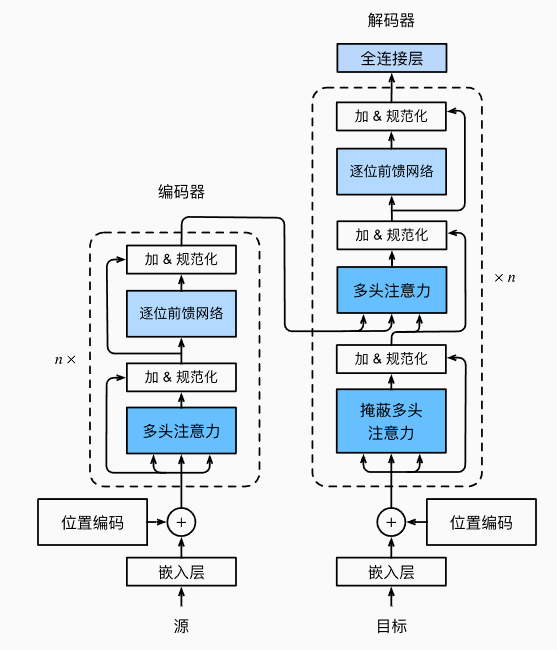 解码器
全连接层
加 & 规范化
逐位前馈网络
加 & 规范化
多头注意力
加 & 规范化
掩蔽多头
注意力
× n
位置编码
+
嵌入层
目标
编码器
加 & 规范化
逐位前馈网络
加 & 规范化
多头注意力
n ×
位置编码
+
嵌入层
源